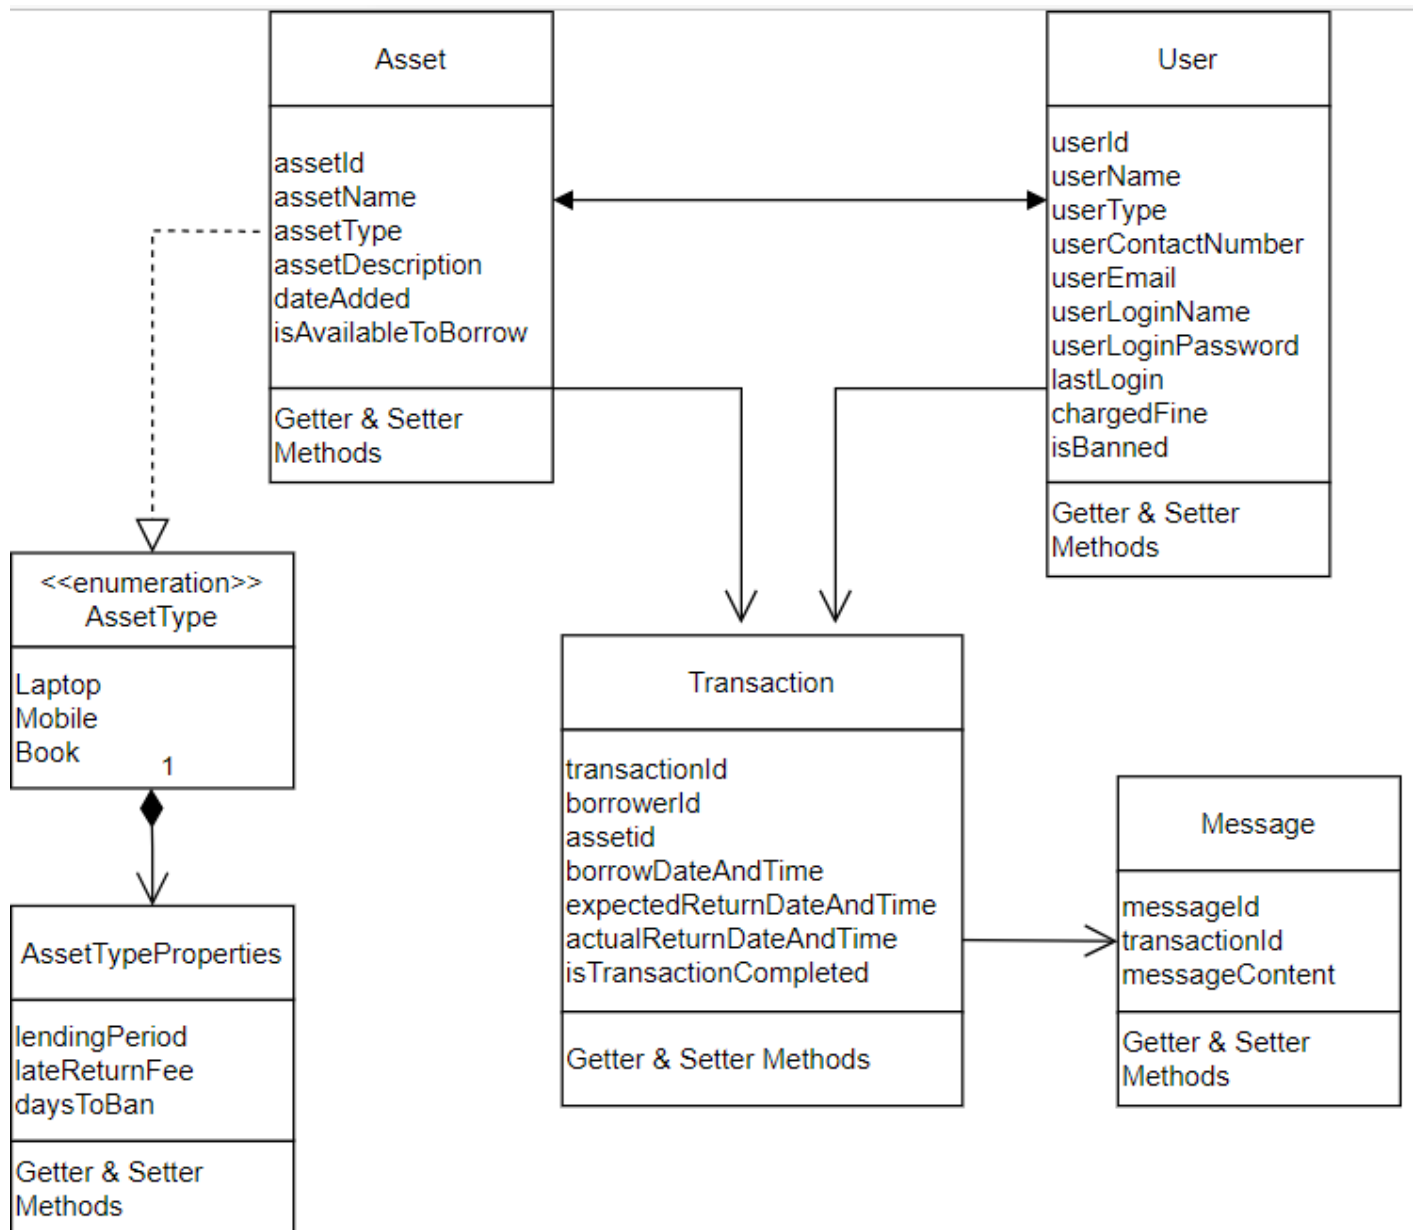 Asset
assetId
assetName
assetType
assetDescription
dateAdded
isAvailableToBorrow
Getter & Setter
Methods
User
userId
userName
userType
userContactNumber
userEmail
userLoginName
userLoginPassword
lastLogin
chargedFine
isBanned
Getter & Setter
Methods
<<enumeration>>
AssetType
Laptop
Mobile
Book
1
AssetTypeProperties
lendingPeriod
lateReturnFee
daysToBan
Getter & Setter
Methods
Transaction
transactionId
borrowerId
assetid
borrowDateAndTime
expectedReturnDateAndTime
actualReturnDateAndTime
isTransactionCompleted
Getter & Setter Methods
Message
messageId
transactionId
messageContent
Getter & Setter
Methods